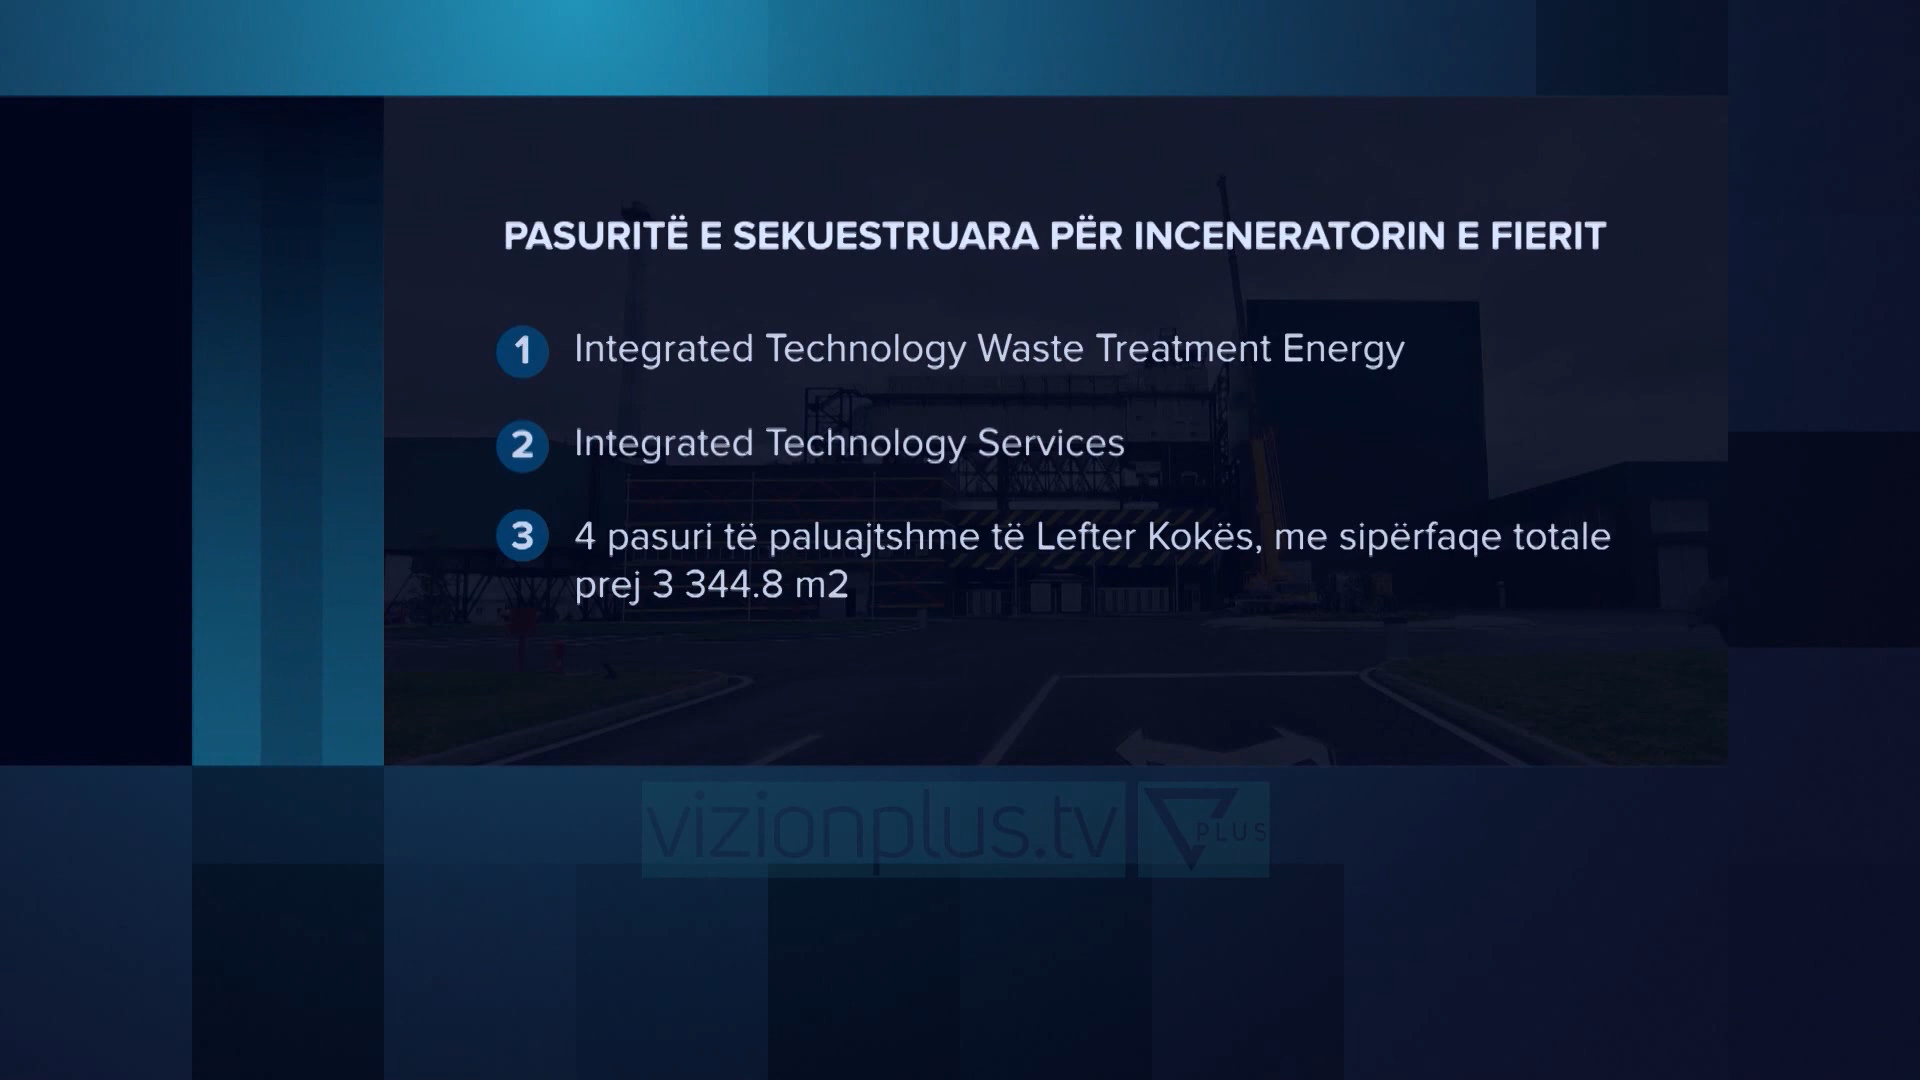 PASURITË E SEKUESTRUARA PËR INCENERATORIN E FIERIT
1 Integrated Technology Waste Treatment Energy
2 Integrated Technology Services
3 4 pasuri të paluajtshme të Lefter Kokës, me sipërfaqe totale
prej 3 344.8 m2
vizionplus.tv PLUS